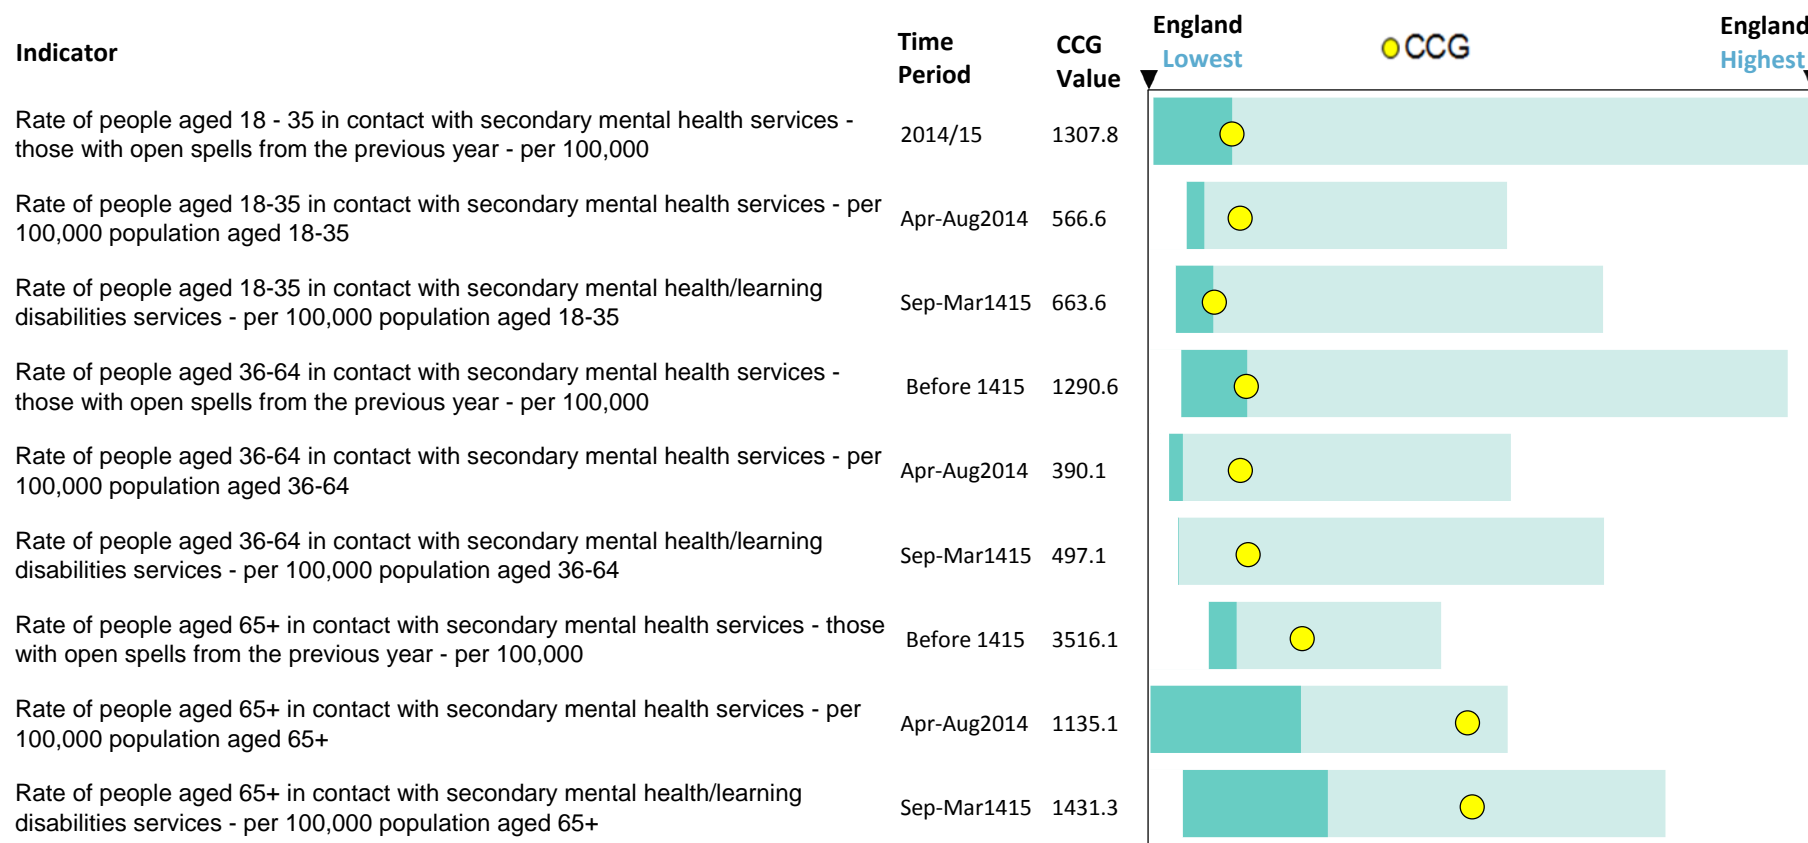 Indicator
Time Period
CCG Value
England Lowest
CCG
England Highest
Rate of people aged 18 - 35 in contact with secondary mental health services -
those with open spells from the previous year - per 100,000
2014/15 1307.8
Rate of people aged 18-35 in contact with secondary mental health services - per
100,000 population aged 18-35
Apr-Aug2014 566.6
Rate of people aged 18-35 in contact with secondary mental health/learning
disabilities services - per 100,000 population aged 18-35
Sep-Mar1415 663.6
Rate of people aged 36-64 in contact with secondary mental health services -
those with open spells from the previous year - per 100,000
Before 1415 1290.6
Rate of people aged 36-64 in contact with secondary mental health services - per
100,000 population aged 36-64
Apr-Aug2014 390.1
Rate of people aged 36-64 in contact with secondary mental health/learning
disabilities services - per 100,000 population aged 36-64
Sep-Mar1415 497.1
Rate of people aged 65+ in contact with secondary mental health services - those
with open spells from the previous year - per 100,000
Before 1415 3516.1
Rate of people aged 65+ in contact with secondary mental health services - per
100,000 population aged 65+
Apr-Aug2014 1135.1
Rate of people aged 65+ in contact with secondary mental health/learning
disabilities services - per 100,000 population aged 65+
Sep-Mar1415 1431.3